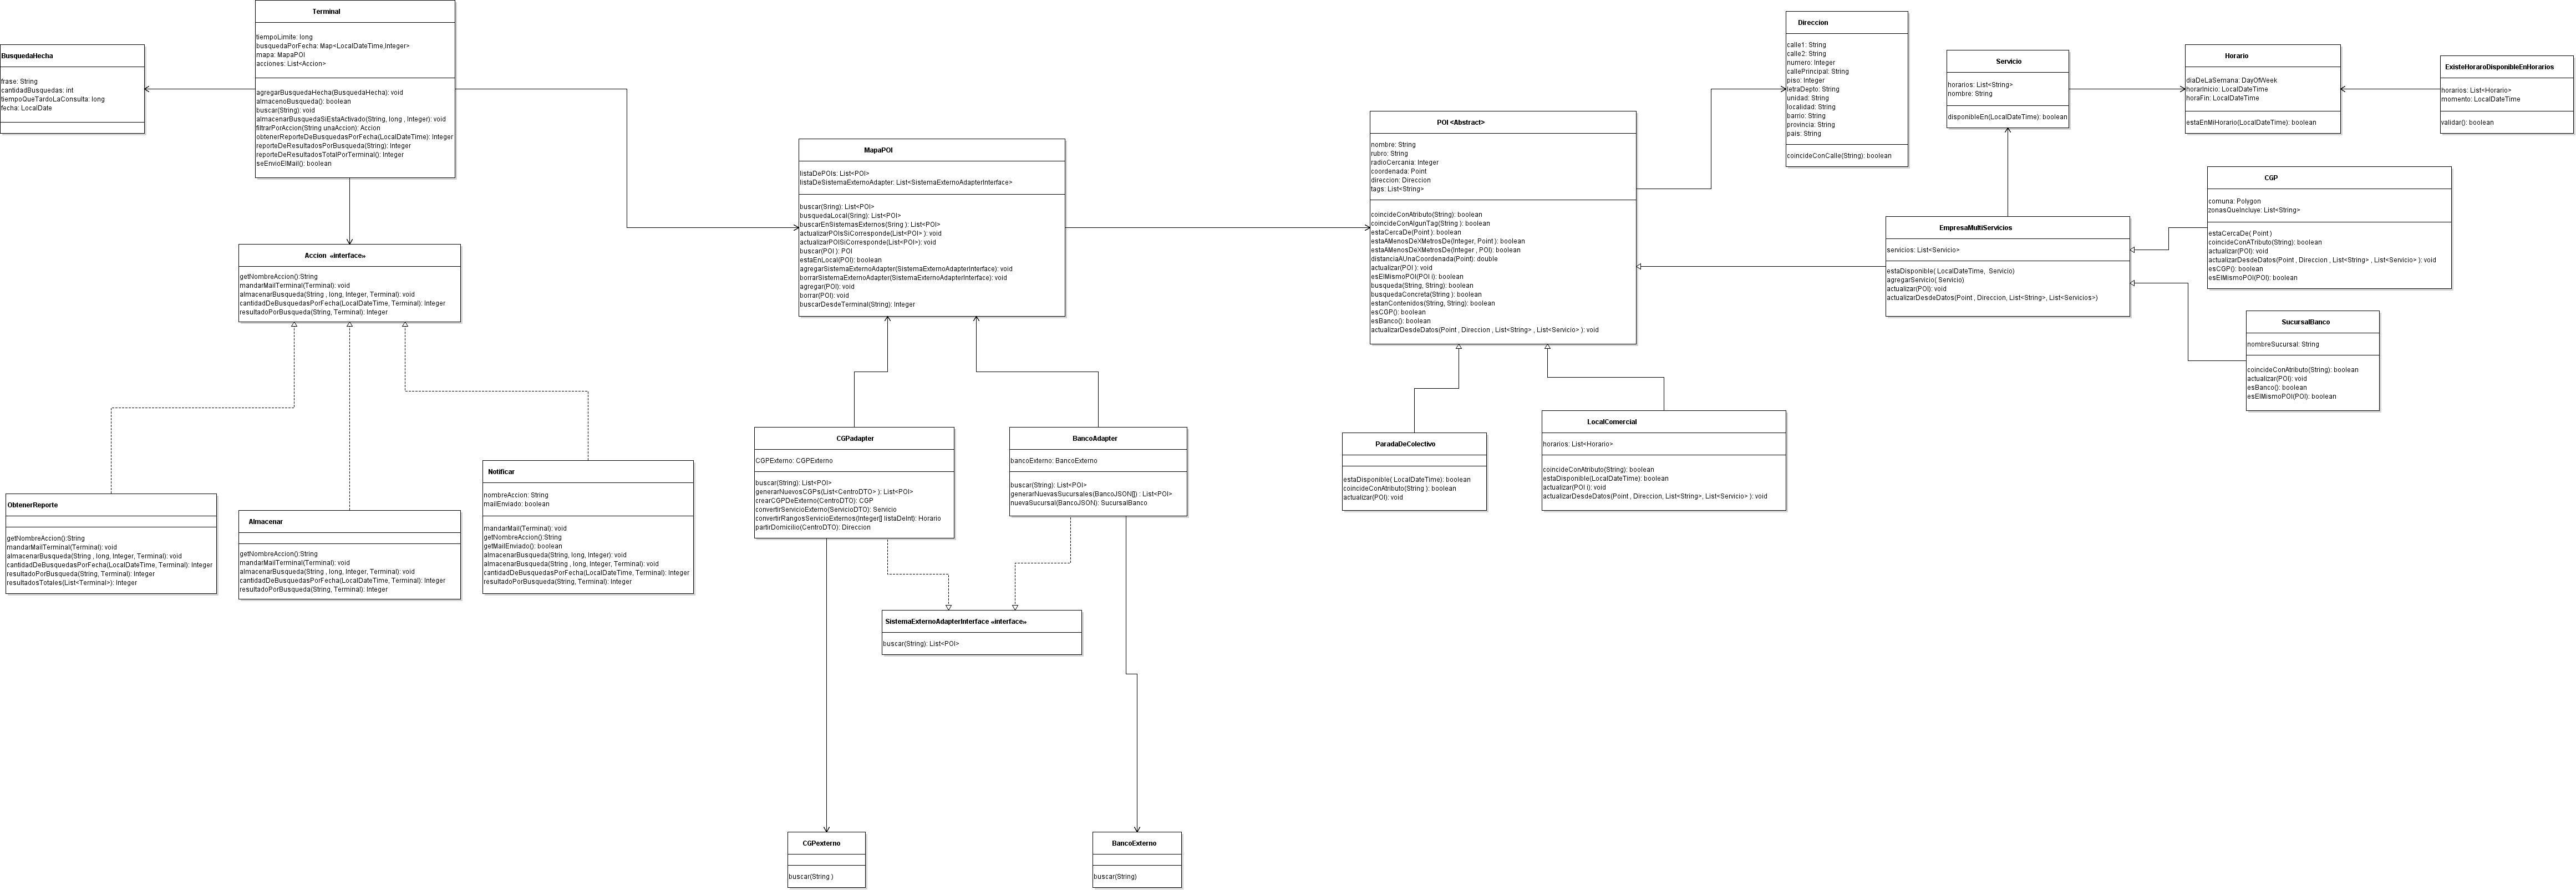 Terminal
tiempoLimite: long
busquedaPorFecha: Map<LocalDateTime,Integer>
mapa: MapaPOI
acciones: List<Accion>
agregarBusquedaHecha(BusquedaHecha): void
almacenoBusqueda(): boolean
buscar(String): void
almacenarBusquedaSiEstaActivado(String, long , Integer): void
filtrarPorAccion(String unaAccion): Accion
obtenerReporteDeBusquedasPorFecha(LocalDateTime): Integer
reporteDeResultadosPorBusqueda(String): Integer
reporteDeResultadosTotalPorTerminal(): Integer
seEnvioElMail(): boolean
BusquedaHecha
frase: String
cantidadBusquedas: int
tiempoQueTardoLaConsulta: long
fecha: LocalDate
Accion «interface»
getNombreAccion():String
mandarMailTerminal(Terminal): void
almacenarBusqueda(String , long, Integer, Terminal): void
cantidadDeBusquedasPorFecha(LocalDateTime, Terminal): Integer
resultadoPorBusqueda(String, Terminal): Integer
ObtenerReporte
getNombreAccion():String
mandarMailTerminal(Terminal): void
almacenarBusqueda(String , long, Integer, Terminal): void
cantidadDeBusquedasPorFecha(LocalDateTime, Terminal): Integer
resultadoPorBusqueda(String, Terminal): Integer
resultadosTotales(List<Terminal>): Integer
Almacenar
getNombreAccion():String
mandarMailTerminal(Terminal): void
almacenarBusqueda(String , long, Integer, Terminal): void
cantidadDeBusquedasPorFecha(LocalDateTime, Terminal): Integer
resultadoPorBusqueda(String, Terminal): Integer
Notificar
nombreAccion: String
mailEnviado: boolean
mandarMail(Terminal): void
getNombreAccion():String
getMailEnviado(): boolean
almacenarBusqueda(String, long, Integer): void
almacenarBusqueda(String , long, Integer, Terminal): void
cantidadDeBusquedasPorFecha(LocalDateTime, Terminal): Integer
resultadoPorBusqueda(String, Terminal): Integer
MapaPOI
listaDePOIs: List<POI>
listaDeSistemaExternoAdapter: List<SistemaExternoAdapterInterface>
buscar(Sring): List<POI>
busquedaLocal(Sring): List<POI>
buscarEnSistemasExternos(Sring ): List<POI>
actualizarPOIsSiCorresponde(List<POI> ): void
actualizarPOISiCorresponde(List<POI>): void
buscar(POI ): POI
estaEnLocal(POI): boolean
agregarSistemaExternoAdapter(SistemaExternoAdapterInterface): void
borrarSistemaExternoAdapter(SistemaExternoAdapterInterface): void
agregar(POI): void
borrar(POI): void
buscarDesdeTerminal(String): Integer
CGPadapter
CGPExterno: CGPExterno
buscar(String): List<POI>
generarNuevosCGPs(List<CentroDTO> ): List<POI>
crearCGPDeExterno(CentroDTO): CGP
convertirServicioExterno(ServicioDTO): Servicio
convertirRangosServicioExternos(Integer[] listaDeInt): Horario
partirDomicilio(CentroDTO): Direccion
BancoAdapter
bancoExterno: BancoExterno
buscar(String): List<POI>
generarNuevasSucursales(BancoJSON[]) : List<POI>
nuevaSucursal(BancoJSON): SucursalBanco
SistemaExternoAdapterInterface «interface»
buscar(String): List<POI>
CGPexterno
buscar(String )
BancoExterno
buscar(String)
POI <Abstract>
nombre: String
rubro: String
radioCercania: Integer
coordenada: Point
direccion: Direccion
tags: List<String>
coincideConAtributo(String): boolean
coincideConAlgunTag(String ): boolean
estaCercaDe(Point ): boolean
estaAMenosDeXMetrosDe(Integer, Point ): boolean
estaAMenosDeXMetrosDe(Integer , POI): boolean
distanciaAUnaCoordenada(Point): double
actualizar(POI ): void
esElMismoPOI(POI i): boolean
busqueda(String, String): boolean
busquedaConcreta(String ): boolean
estanContenidos(String, String): boolean
esCGP(): boolean
esBanco(): boolean
actualizarDesdeDatos(Point , Direccion , List<String> , List<Servicio> ): void
ParadaDeColectivo
estaDisponible( LocalDateTime): boolean
coincideConAtributo(String ): boolean
actualizar(POI): void
LocalComercial
horarios: List<Horario>
coincideConAtributo(String): boolean
estaDisponible(LocalDateTime): boolean
actualizar(POI i): void
actualizarDesdeDatos(Point , Direccion, List<String>, List<Servicio> ): void
Direccion
calle1: String
calle2: String
numero: Integer
callePrincipal: String
piso: Integer
letraDepto: String
unidad: String
localidad: String
barrio: String
provincia: String
pais: String
coincideConCalle(String): boolean
Servicio
horarios: List<String>
nombre: String
disponibleEn(LocalDateTime): boolean
Horario
diaDeLaSemana: DayOfWeek
horarInicio: LocalDateTime
horaFin: LocalDateTime
estaEnMiHorario(LocalDateTime): boolean
ExisteHoraroDisponibleEnHorarios
horarios: List<Horario>
momento: LocalDateTime
validar(): boolean
EmpresaMultiServicios
servicios: List<Servicio>
estaDisponible( LocalDateTime, Servicio)
agregarServicio( Servicio)
actualizar(POI): void
actualizarDesdeDatos(Point , Direccion, List<String>, List<Servicios>)
CGP
comuna: Polygon
zonasQueIncluye: List<String>
estaCercaDe( Point )
coincideConATributo(String): boolean
actualizar(POI): void
actualizarDesdeDatos(Point , Direccion , List<String> , List<Servicio> ): void
esCGP(): boolean
esElMismoPOI(POI): boolean
SucursalBanco
nombreSucursal: String
coincideConAtributo(String): boolean
actualizar(POI): void
esBanco(): boolean
esElMismoPOI(POI): boolean